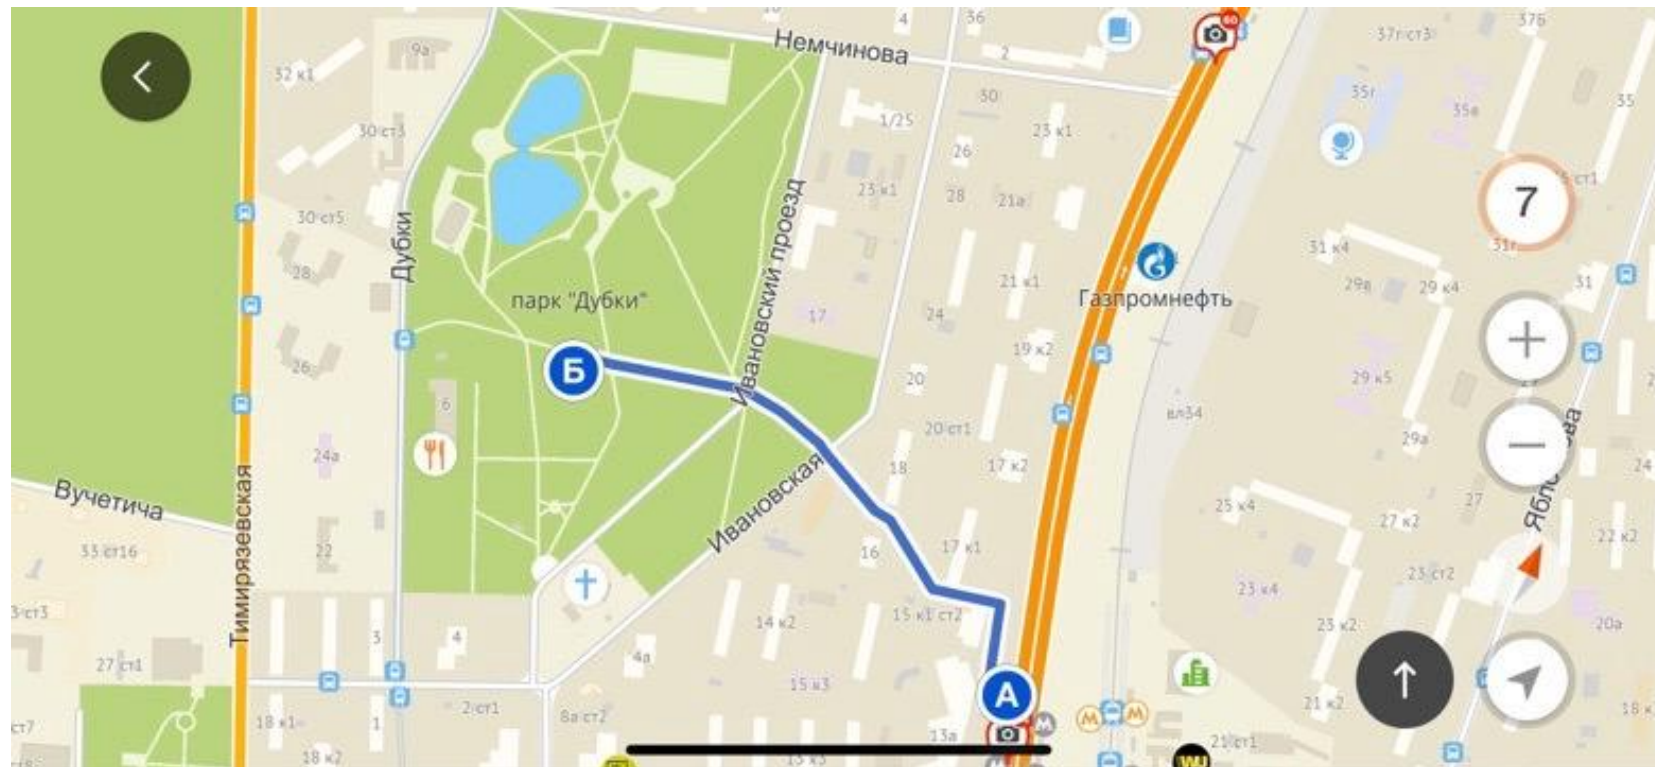 36
4
37Б
37г ст3
60
Немчинова
9а
2
32 к1
35г
30
35
35в
1/25
30 ст3
23 к1
26
7
23 к1
28
21а
30 ст5
Дубки
Ивановский проезд
31 к4
31г
28
21 к1
29в
29 к4
31
парк "Дубки"
Газпромнефть
17
24
19 к2
26
Б
20
29 к5
6
вл34
20 ст1
29а
24а
18
17 к2
24
Вучетича
Тимирязевская
Ивановская
25 к4
27
27 к2
22 к2
33 ст16
22
16
17 к1
23 ст2
23 к4
14 к2
15 к1 ст2
23 к2
20а
3
4
4а
27 ст1
15 к3
А
21 к2
2 ст1
18 к1
1
8а ст2
13а
21 ст1
18 к2
13 к3
WU